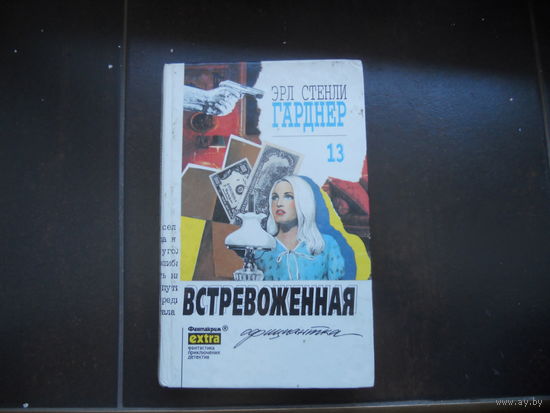 ЭРЛ СТЕНЛИ
ГАРДНЕР
13
ВСТРЕВОЖЕННАЯ
официантка
Фантакрим ®
extra
фантастика
приключения
детектив
www.ay.by